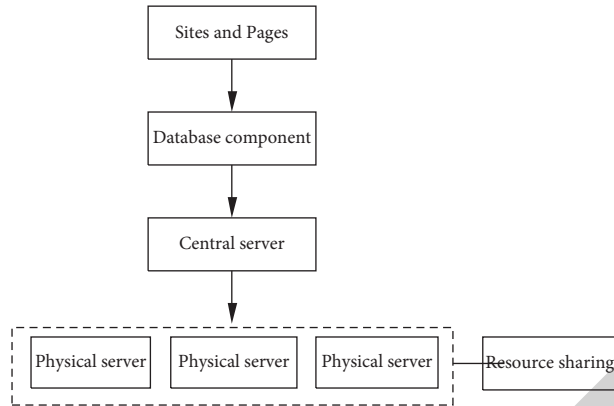 Sites and Pages
Database component
Central server
Physical server
Physical server
Physical server
Resource sharing